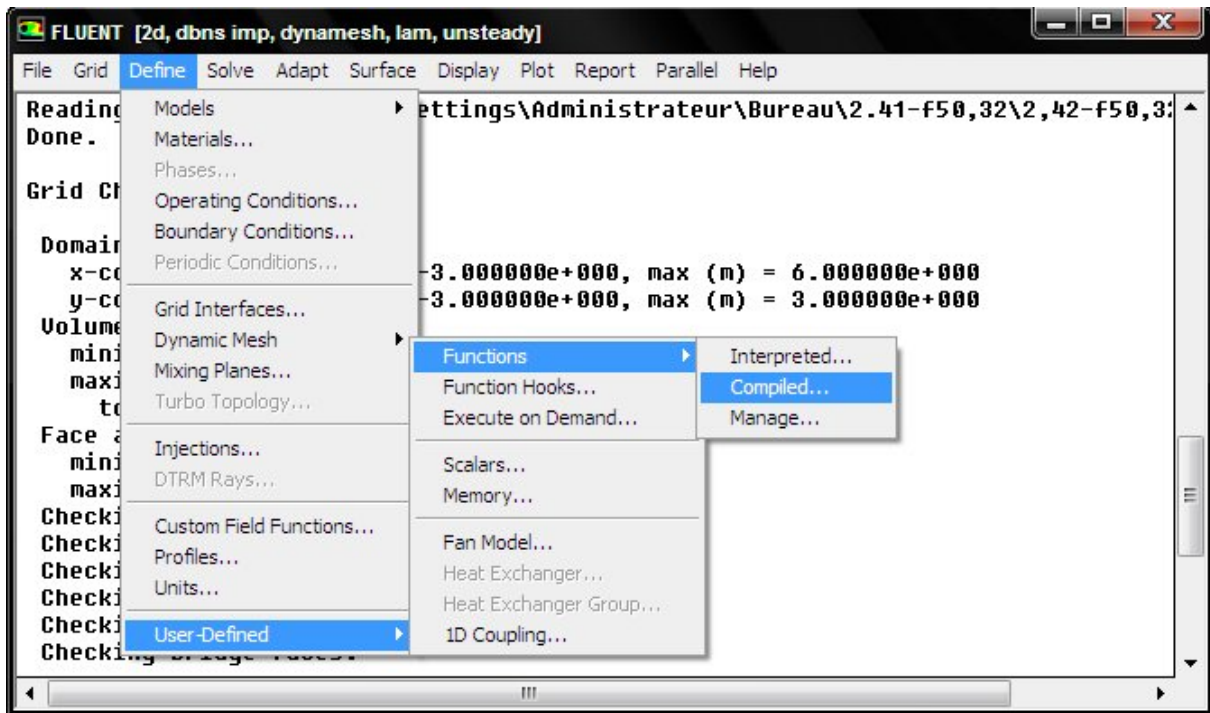 FLUENT [2d, dbns imp, dynamesh, lam, unsteady]
File Grid Define Solve Adapt Surface Display Plot Report Parallel Help
Reading ettings\Administrateur\Bureau\2.41-f50,32\2,42-f50,3
Done.
Grid Ch
Domain
x-co -3.000000e+000, max (m) = 6.000000e+000
y-co -3.000000e+000, max (m) = 3.000000e+000
Volume
mini
maxi
to
Face a
mini
maxi
Checki
Checki
Checki
Checki
Checki
Checking bridge faces.
Models
Materials...
Phases...
Operating Conditions...
Boundary Conditions...
Periodic Conditions...
Grid Interfaces...
Dynamic Mesh
Mixing Planes...
Turbo Topology...
Injections...
DTRM Rays...
Custom Field Functions...
Profiles...
Units...
User-Defined
Functions
Function Hooks...
Execute on Demand...
Scalars...
Memory...
Fan Model...
Heat Exchanger...
Heat Exchanger Group...
1D Coupling...
Interpreted...
Compiled...
Manage...